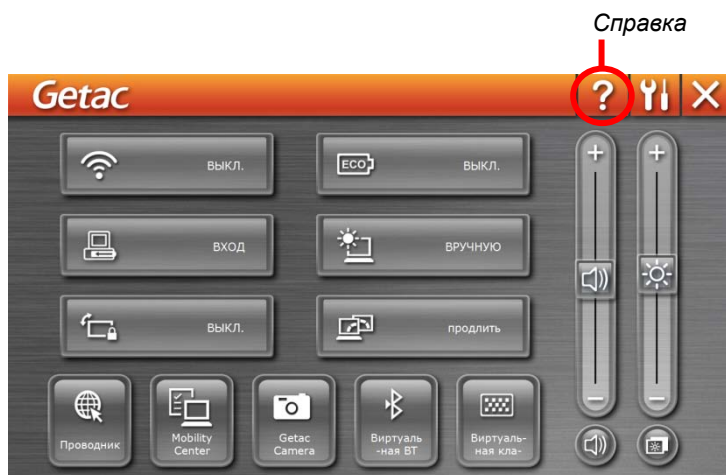 Справка
Getac
?
ВЫКЛ.
ECO
ВЫКЛ.
ВХОД
ВРУЧНУЮ
ВЫКЛ.
продлить
Проводник
Mobility
Center
Getac
Camera
Виртуаль
-ная BT
Виртуаль-
ная кла-